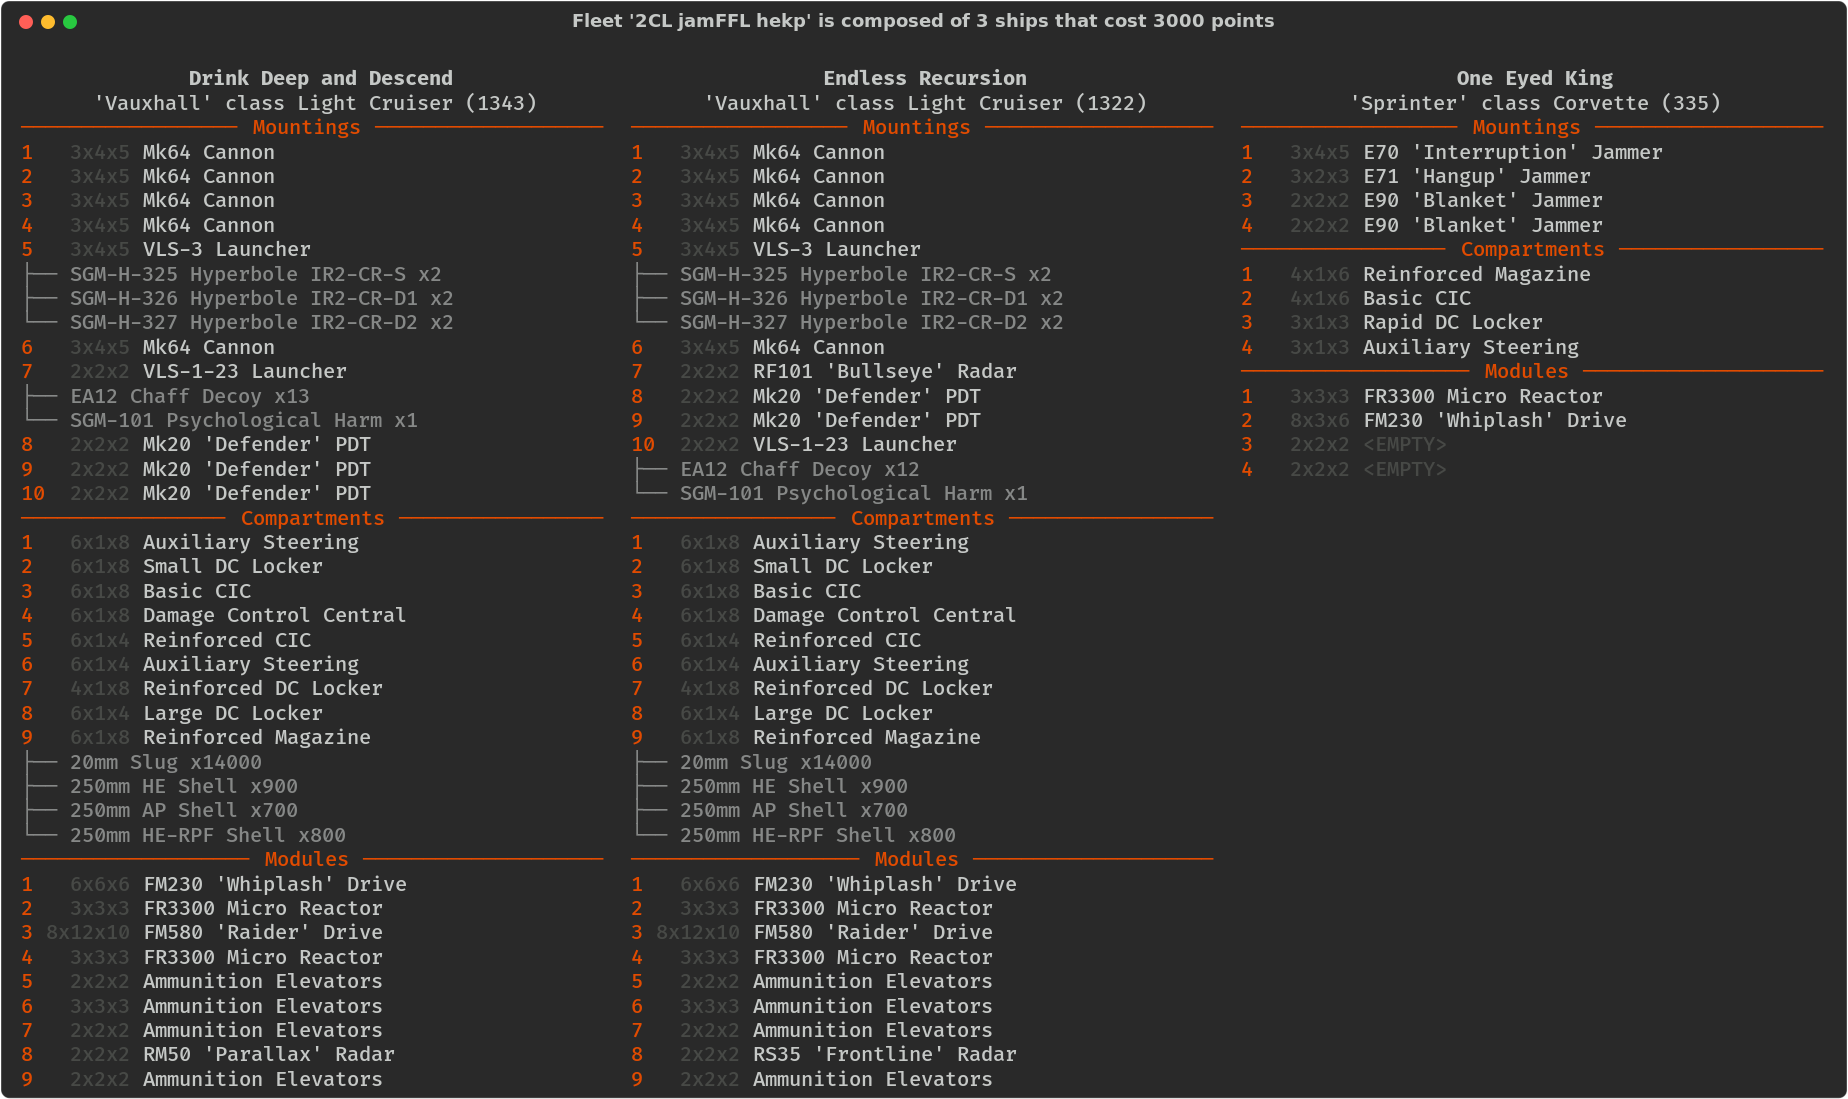 Fleet '2CL jamFFL hekp' is composed of 3 ships that cost 3000 points
Drink Deep and Descend
'Vauxhall' class Light Cruiser (1343)
Mountings
1 3x4x5 Mk64 Cannon
2 3x4x5 Mk64 Cannon
3 3x4x5 Mk64 Cannon
4 3x4x5 Mk64 Cannon
5 3x4x5 VLS-3 Launcher
SGM-H-325 Hyperbole IR2-CR-S x2
SGM-H-326 Hyperbole IR2-CR-D1 x2
SGM-H-327 Hyperbole IR2-CR-D2 x2
6 3x4x5 Mk64 Cannon
7 2x2x2 VLS-1-23 Launcher
EA12 Chaff Decoy x13
SGM-101 Psychological Harm x1
8 2x2x2 Mk20 'Defender' PDT
9 2x2x2 Mk20 'Defender' PDT
10 2x2x2 Mk20 'Defender' PDT
Compartments
1 6x1x8 Auxiliary Steering
2 6x1x8 Small DC Locker
3 6x1x8 Basic CIC
4 6x1x8 Damage Control Central
5 6x1x4 Reinforced CIC
6 6x1x4 Auxiliary Steering
7 4x1x8 Reinforced DC Locker
8 6x1x4 Large DC Locker
9 6x1x8 Reinforced Magazine
20mm Slug x14000
250mm HE Shell x900
250mm AP Shell x700
250mm HE-RPF Shell x800
Modules
1 6x6x6 FM230 'Whiplash' Drive
2 3x3x3 FR3300 Micro Reactor
3 8x12x10 FM580 'Raider' Drive
4 3x3x3 FR3300 Micro Reactor
5 2x2x2 Ammunition Elevators
6 3x3x3 Ammunition Elevators
7 2x2x2 Ammunition Elevators
8 2x2x2 RM50 'Parallax' Radar
9 2x2x2 Ammunition Elevators
Endless Recursion
'Vauxhall' class Light Cruiser (1322)
Mountings
1 3x4x5 Mk64 Cannon
2 3x4x5 Mk64 Cannon
3 3x4x5 Mk64 Cannon
4 3x4x5 Mk64 Cannon
5 3x4x5 VLS-3 Launcher
SGM-H-325 Hyperbole IR2-CR-S x2
SGM-H-326 Hyperbole IR2-CR-D1 x2
SGM-H-327 Hyperbole IR2-CR-D2 x2
6 3x4x5 Mk64 Cannon
7 2x2x2 RF101 'Bullseye' Radar
8 2x2x2 Mk20 'Defender' PDT
9 2x2x2 Mk20 'Defender' PDT
10 2x2x2 VLS-1-23 Launcher
EA12 Chaff Decoy x12
SGM-101 Psychological Harm x1
Compartments
1 6x1x8 Auxiliary Steering
2 6x1x8 Small DC Locker
3 6x1x8 Basic CIC
4 6x1x8 Damage Control Central
5 6x1x4 Reinforced CIC
6 6x1x4 Auxiliary Steering
7 4x1x8 Reinforced DC Locker
8 6x1x4 Large DC Locker
9 6x1x8 Reinforced Magazine
20mm Slug x14000
250mm HE Shell x900
250mm AP Shell x700
250mm HE-RPF Shell x800
Modules
1 6x6x6 FM230 'Whiplash' Drive
2 3x3x3 FR3300 Micro Reactor
3 8x12x10 FM580 'Raider' Drive
4 3x3x3 FR3300 Micro Reactor
5 2x2x2 Ammunition Elevators
6 3x3x3 Ammunition Elevators
7 2x2x2 Ammunition Elevators
8 2x2x2 RS35 'Frontline' Radar
9 2x2x2 Ammunition Elevators
One Eyed King
'Sprinter' class Corvette (335)
Mountings
1 3x4x5 E70 'Interruption' Jammer
2 3x2x3 E71 'Hangup' Jammer
3 2x2x2 E90 'Blanket' Jammer
4 2x2x2 E90 'Blanket' Jammer
Compartments
1 4x1x6 Reinforced Magazine
2 4x1x6 Basic CIC
3 3x1x3 Rapid DC Locker
4 3x1x3 Auxiliary Steering
Modules
1 3x3x3 FR3300 Micro Reactor
2 8x3x6 FM230 'Whiplash' Drive
3 2x2x2 <EMPTY>
4 2x2x2 <EMPTY>